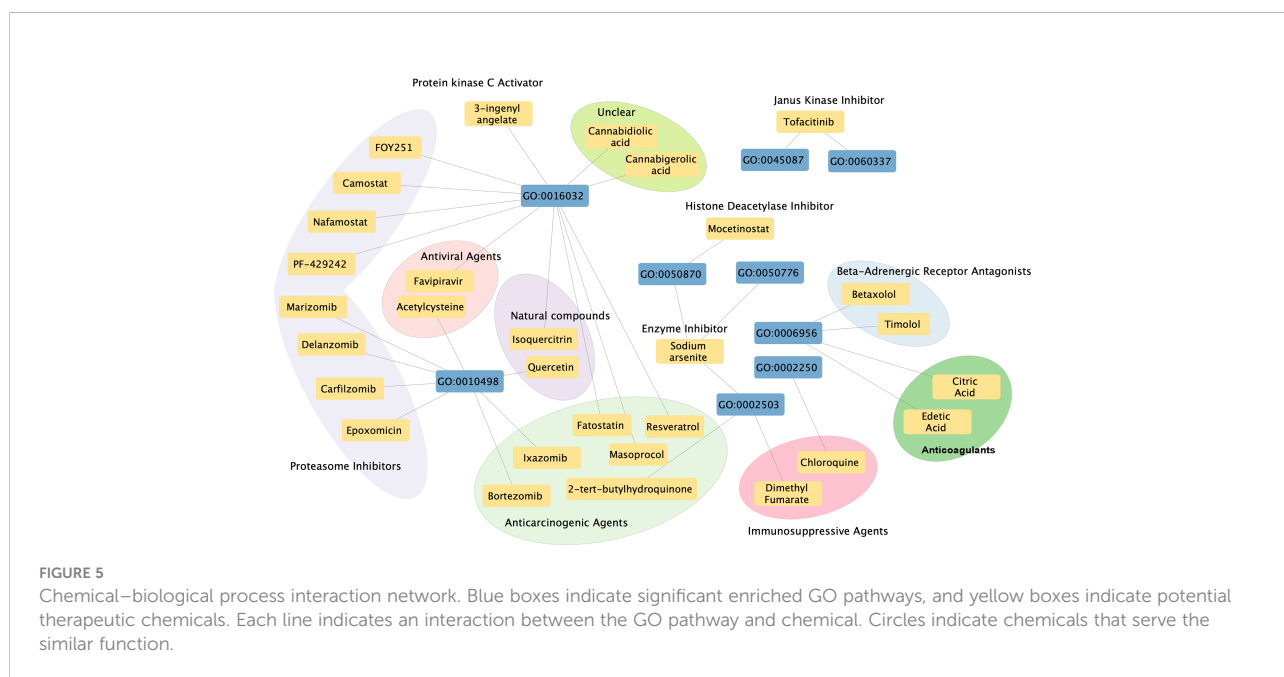 Protein kinase C Activator
3-ingenyl
angelate
Unclear
Cannabidiolic
acid
Cannabigerolic
acid
Janus Kinase Inhibitor
Tofacitinib
GO:0045087
GO:0060337
FOY251
Camostat
Nafamostat
PF-429242
GO:0016032
Histone Deacetylase Inhibitor
Mocetinostat
GO:0050870
GO:0050776
Antiviral Agents
Favipiravir
Acetylcysteine
Beta-Adrenergic Receptor Antagonists
Betaxolol
Timolol
Marizomib
Delanzomib
Carfilzomib
Epoxomicin
Proteasome Inhibitors
Natural compounds
Isoquercitrin
Quercetin
GO:0010498
Enzyme Inhibitor
Sodium
arsenite
GO:0006956
GO:0002250
GO:0002503
Citric
Acid
Edetic
Acid
Anticoagulants
Fatostatin
Resveratrol
Ixazomib
Masoprocol
Bortezomib
2-tert-butylhydroquinone
Anticarcinogenic Agents
Chloroquine
Dimethyl
Fumarate
Immunosuppressive Agents
FIGURE 5
Chemical–biological process interaction network. Blue boxes indicate significant enriched GO pathways, and yellow boxes indicate potential
therapeutic chemicals. Each line indicates an interaction between the GO pathway and chemical. Circles indicate chemicals that serve the
similar function.